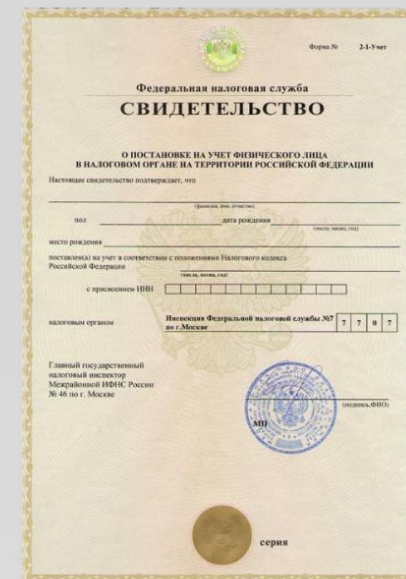 Форма № 2-1-Учет
Федеральная налоговая служба
СВИДЕТЕЛЬСТВО
О ПОСТАНОВКЕ НА УЧЕТ ФИЗИЧЕСКОГО ЛИЦА
В НАЛОГОВОМ ОРГАНЕ НА ТЕРРИТОРИИ РОССИЙСКОЙ ФЕДЕРАЦИИ
Настоящее свидетельство подтверждает, что
(фамилия, имя, отчество)
пол дата рождения
(число, месяц, год)
место рождения
поставлен(а) на учет в соответствии с положениями Налогового кодекса
Российской Федерации
(число, месяц, год)
с присвоением ИНН
налоговым органом Инспекция Федеральной налоговой службы №7
по г.Москве 7 7 0 7
Главный государственный
налоговый инспектор
Межрайонной ИФНС России
№ 46 по г. Москве
(подпись,ФИО)
МП
серия